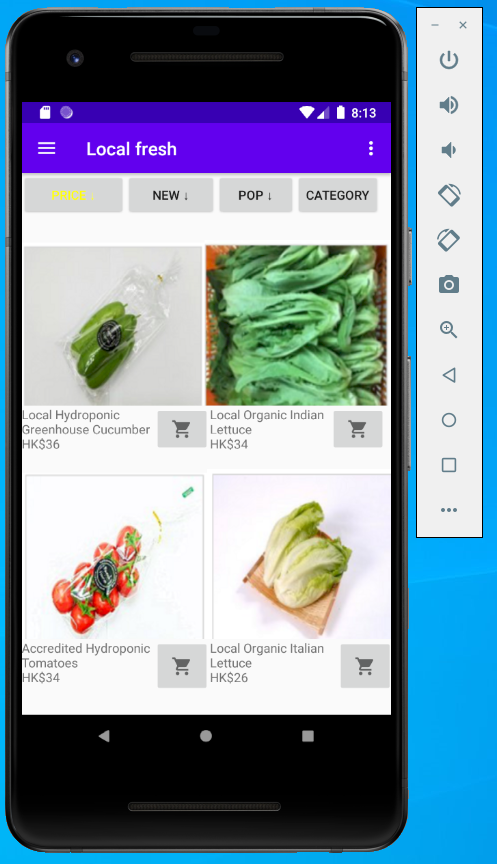 8:13
Local fresh
PRICE ↓
NEW ↓
POP ↓
CATEGORY
Local Hydroponic
Greenhouse Cucumber
HK$36
Local Organic Indian
Lettuce
HK$34
Accredited Hydroponic
Tomatoes
HK$34
Local Organic Italian
Lettuce
HK$26